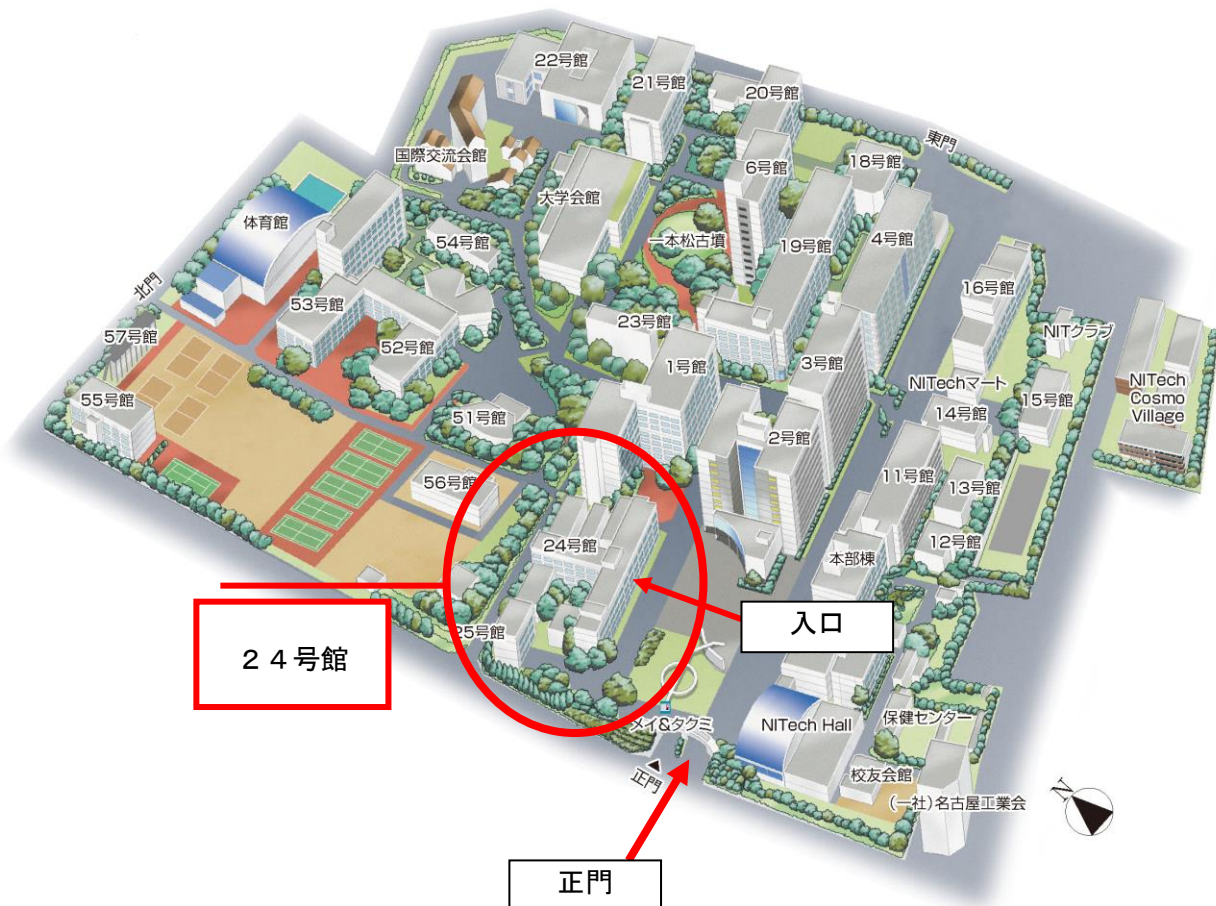 22号館
21号館
20号館
東門
国際交流会館
6号館
18号館
大学会館
体育館
54号館
一本松古墳
19号館
4号館
北門
16号館
53号館
23号館
57号館
NITクラブ
52号館
1号館
3号館
NITechマート
NITech
Cosmo
Village
55号館
51号館
14号館
15号館
2号館
11号館
56号館
13号館
24号館
12号館
本部棟
入口
25号館
24号館
メイ&タクミ
NITech Hall
保健センター
正門
校友会館
(一社)名古屋工業会
N
正門